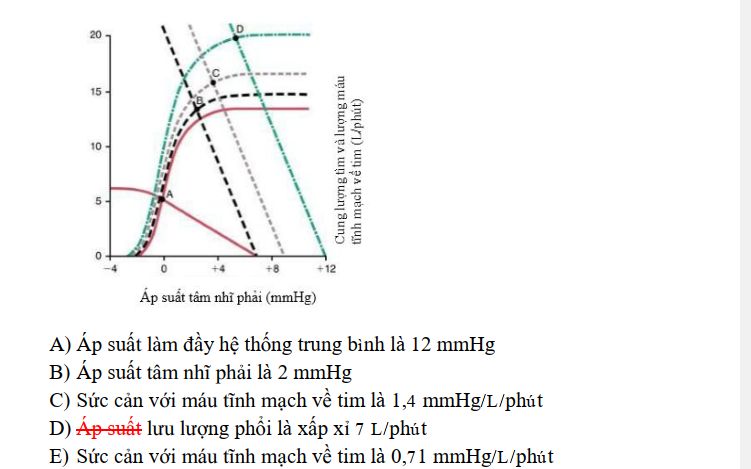 20
15
10
5
0
−4
0
+4
+8
+12
A
B
C
D
Cung lượng tim và lượng máu
tĩnh mạch về tim (L/phút)
Áp suất tâm nhĩ phải (mmHg)
A) Áp suất làm đầy hệ thống trung bình là 12 mmHg
B) Áp suất tâm nhĩ phải là 2 mmHg
C) Sức cản với máu tĩnh mạch về tim là 1,4 mmHg/L/phút
D) Áp suất lưu lượng phổi là xấp xỉ 7 L/phút
E) Sức cản với máu tĩnh mạch về tim là 0,71 mmHg/L/phút